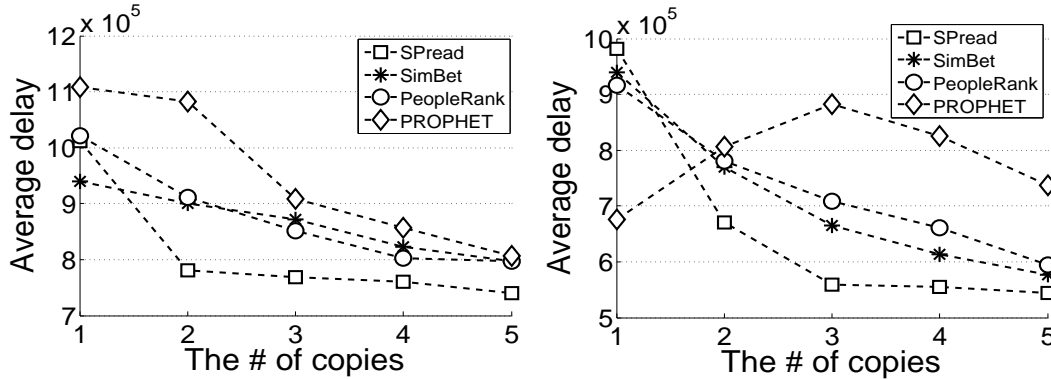 x 10^5
12
11
10
9
8
7
Average delay
1 2 3 4 5
The # of copies
SPread
SimBet
PeopleRank
PROPHET
x 10^5
10
9
8
7
6
5
Average delay
1 2 3 4 5
The # of copies
SPread
SimBet
PeopleRank
PROPHET